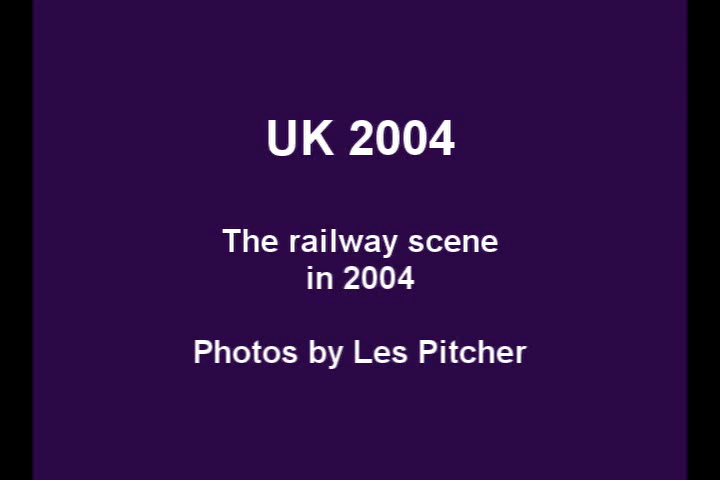 UK 2004
The railway scene
in 2004
Photos by Les Pitcher